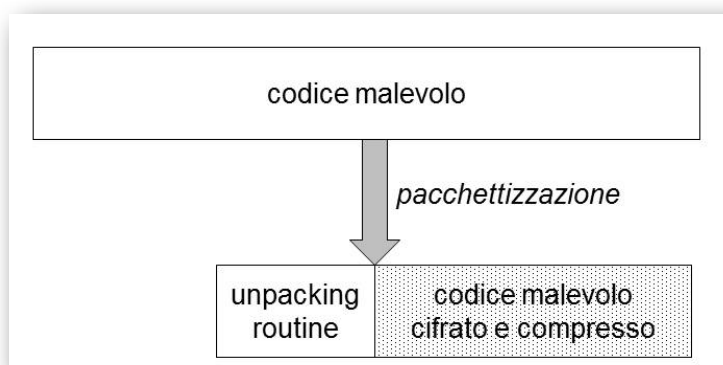 codice malevolo
pacchettizzazione
unpacking
routine
codice malevolo
cifrato e compresso